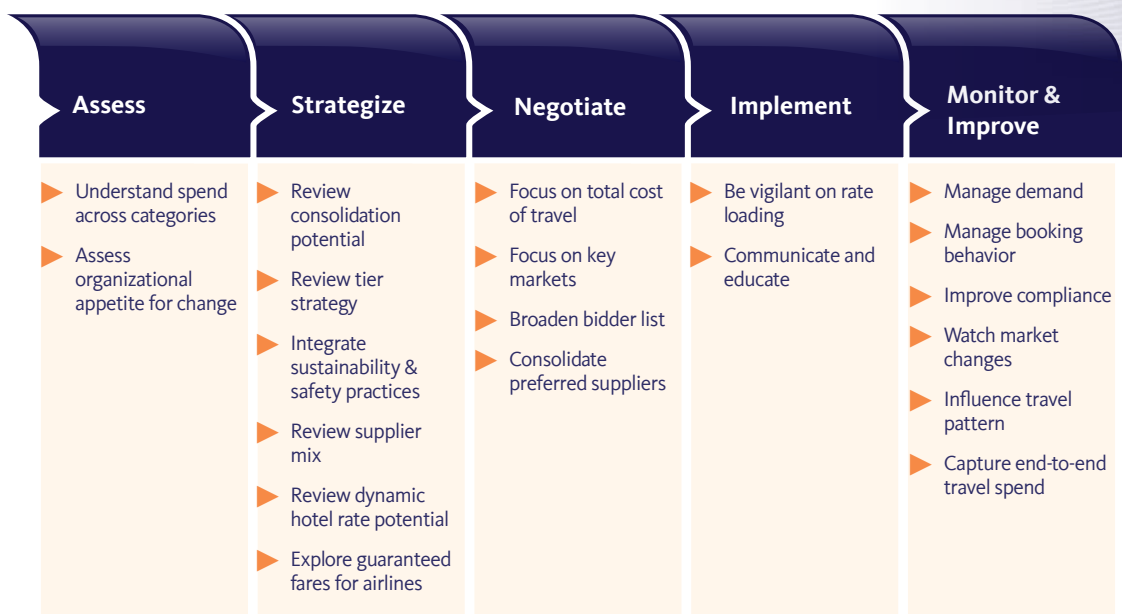 Assess
Understand spend
across categories
Assess
organizational
appetite for change
Strategize
Review
consolidation
potential
Review tier
strategy
Integrate
sustainability &
safety practices
Review supplier
mix
Review dynamic
hotel rate potential
Explore guaranteed
fares for airlines
Negotiate
Focus on total cost
of travel
Focus on key
markets
Broaden bidder list
Consolidate
preferred suppliers
Implement
Be vigilant on rate
loading
Communicate and
educate
Monitor &
Improve
Manage demand
Manage booking
behavior
Improve compliance
Watch market
changes
Influence travel
pattern
Capture end-to-end
travel spend